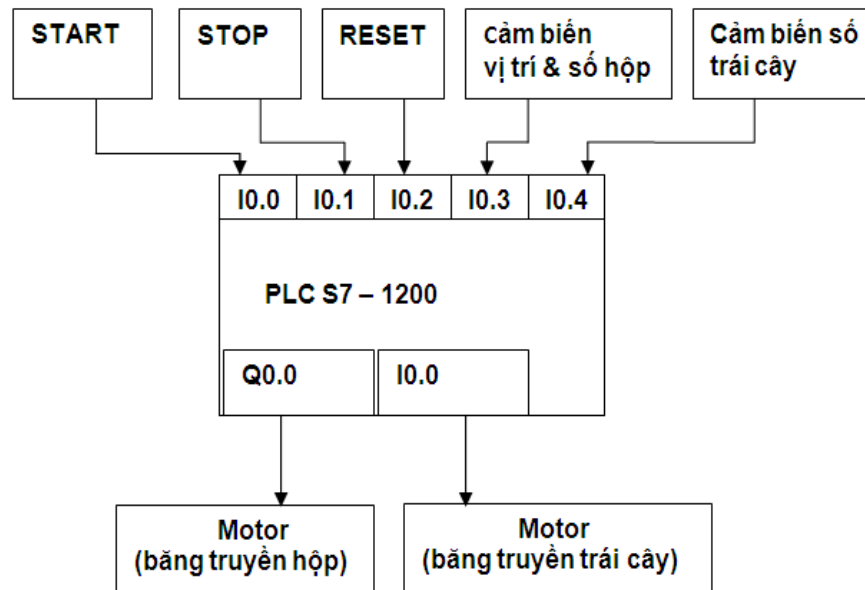 START
STOP
RESET
Cảm biến
vị trí & số hộp
Cảm biến số
trái cây
I0.0
I0.1
I0.2
I0.3
I0.4
PLC S7 – 1200
Q0.0
I0.0
Motor
(băng truyền hộp)
Motor
(băng truyền trái cây)